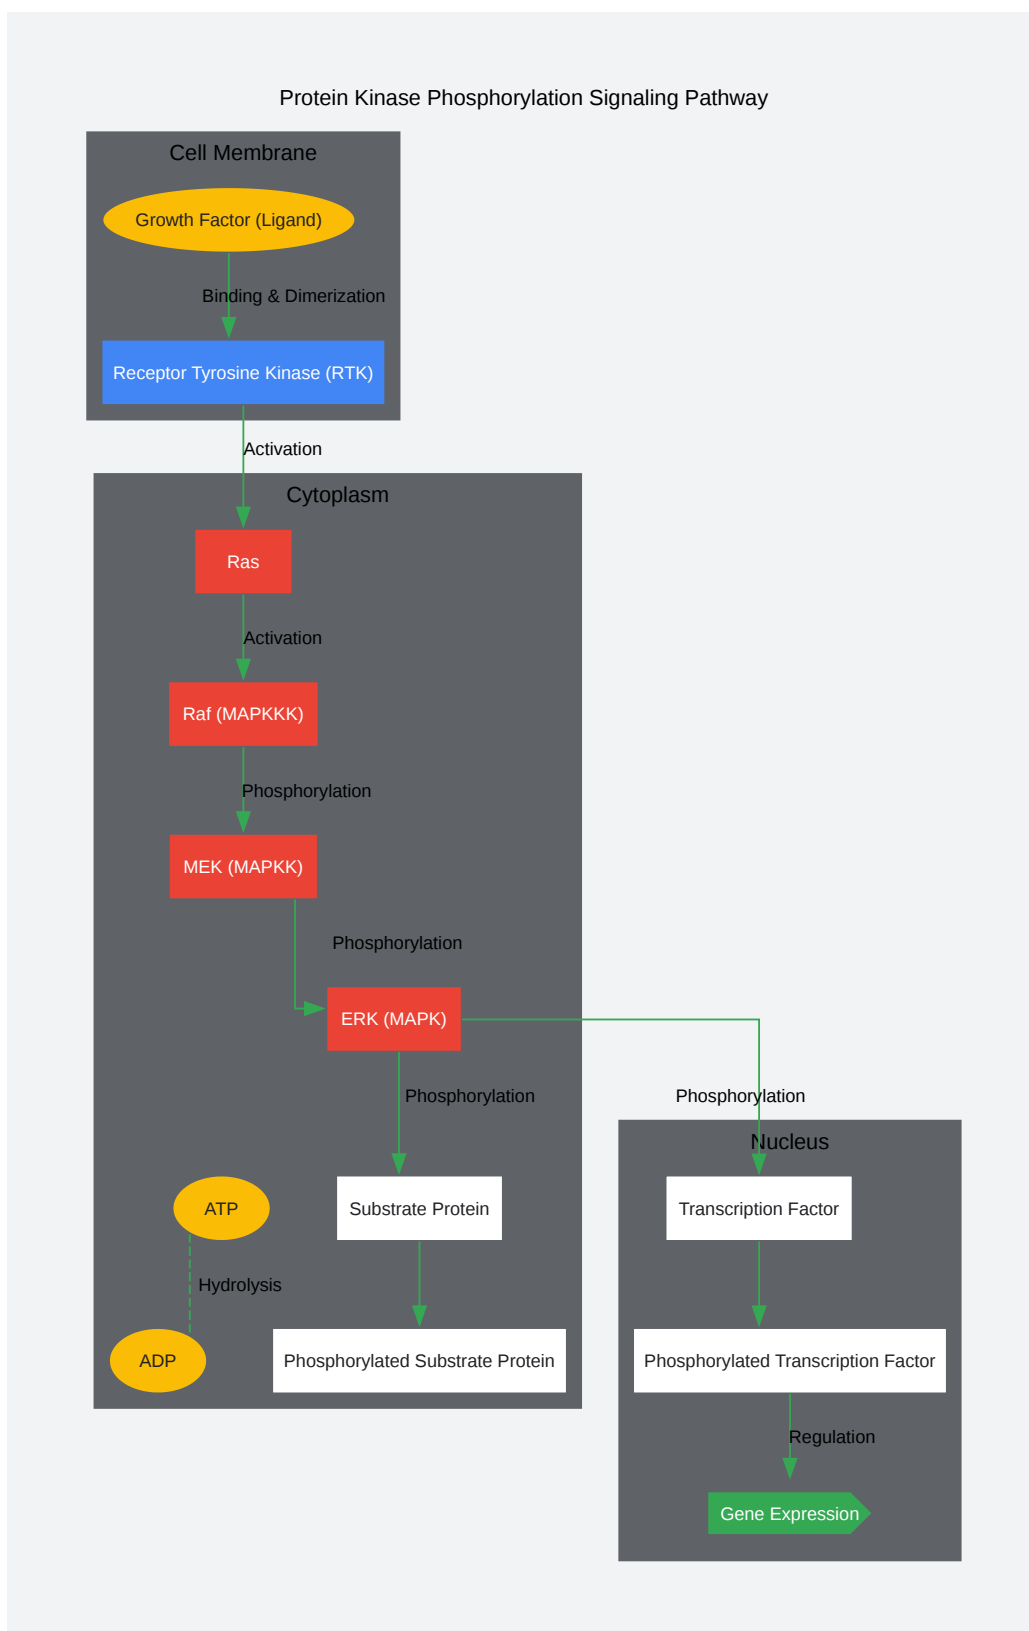 Protein Kinase Phosphorylation Signaling Pathway
Cell Membrane
Growth Factor (Ligand)
Binding & Dimerization
Receptor Tyrosine Kinase (RTK)
Activation
Cytoplasm
Ras
Activation
Raf (MAPKKK)
Phosphorylation
MEK (MAPKK)
Phosphorylation
ERK (MAPK)
Phosphorylation
Phosphorylation
Nucleus
ATP
Substrate Protein
Transcription Factor
Hydrolysis
ADP
Phosphorylated Substrate Protein
Phosphorylated Transcription Factor
Regulation
Gene Expression